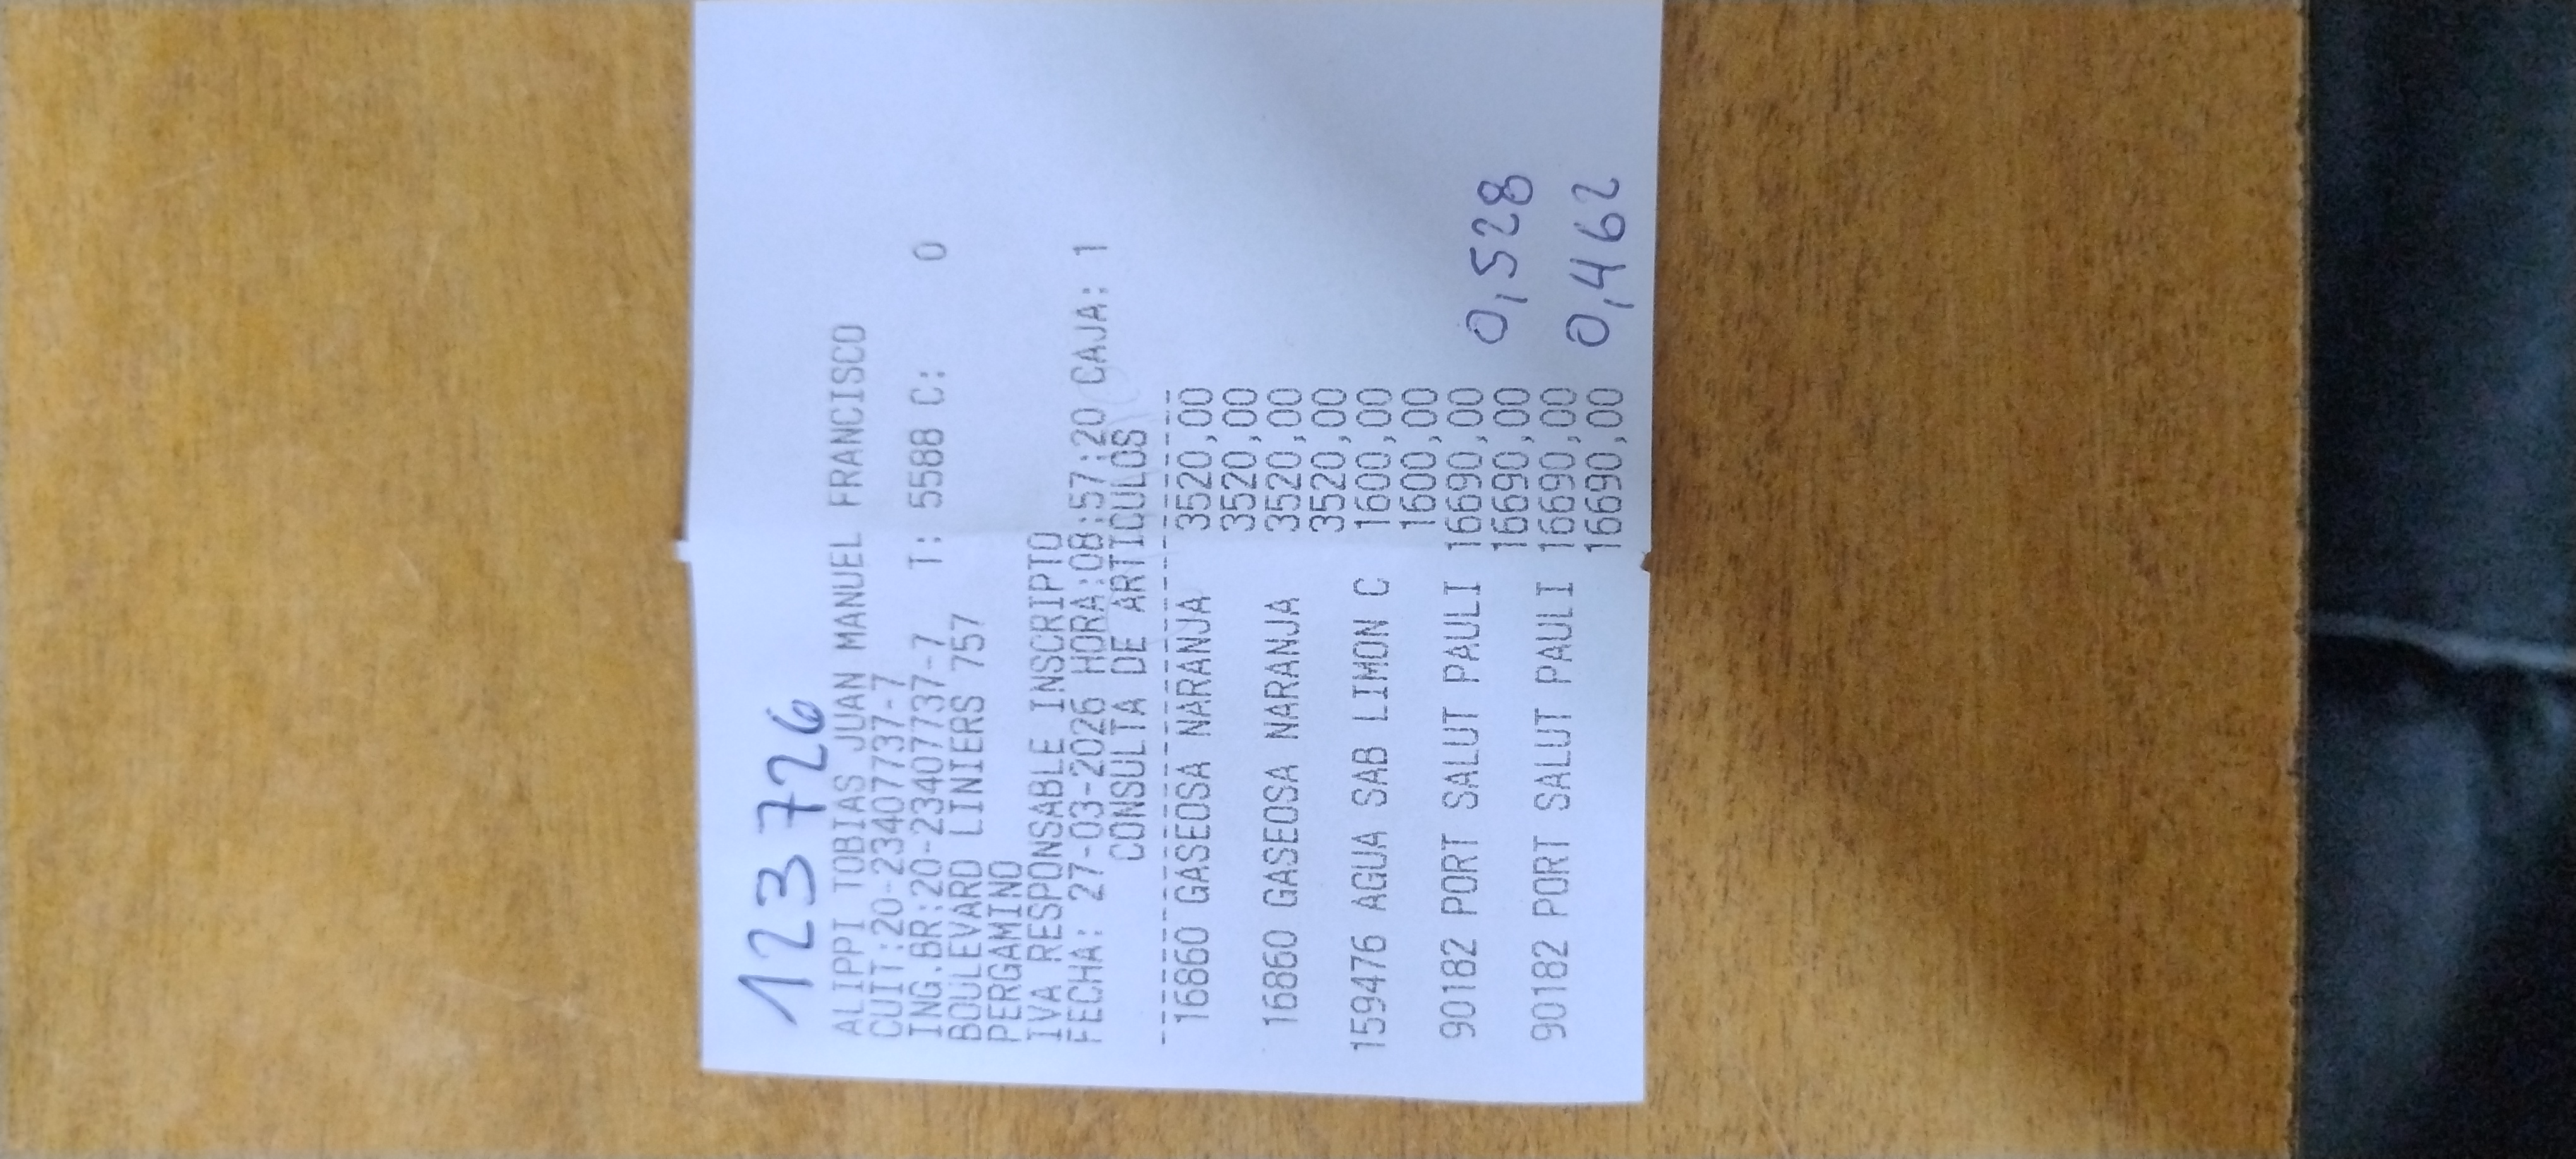 123726
ALIPPI TOBIAS JUAN MANUEL FRANCISCO
CUIT:20-23407737-7
ING.BR:20-23407737-7 T: 5588 C: 0
BOULEVARD LINIERS 757
PERGAMINO
IVA RESPONSABLE INSCRIPTO
FECHA: 27-03-2026 HORA:08:57:20 CAJA: 1
CONSULTA DE ARTICULOS
----------------------------------------
16860 GASEOSA NARANJA 3520,00
3520,00
16860 GASEOSA NARANJA 3520,00
3520,00
159476 AGUA SAB LIMON C 1600,00
1600,00
90182 PORT SALUT PAULI 16690,00 0,528
16690,00
90182 PORT SALUT PAULI 16690,00 0,462
16690,00